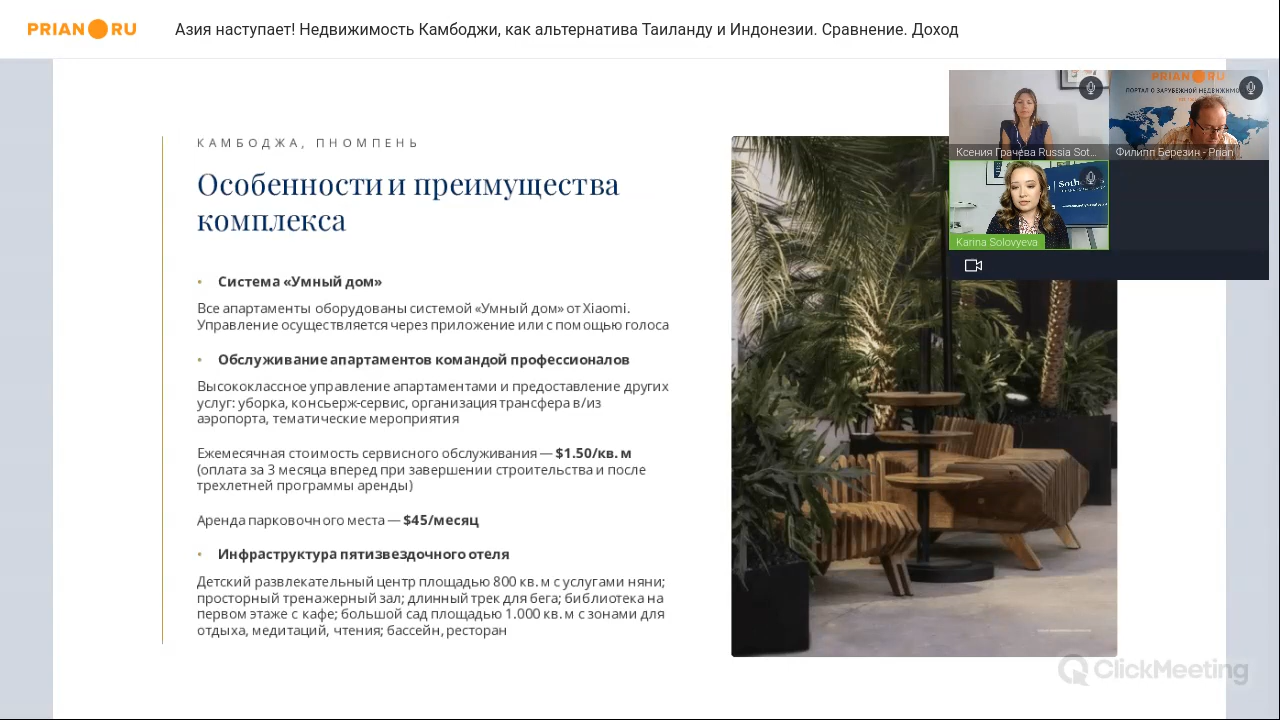 PRIAN RU
Азия наступает! Недвижимость Камбоджи, как альтернатива Таиланду и Индонезии. Сравнение. Доход
PRIAN RU
Ксения Грачева Russia Sot...
Филипп Березин - Prian
Karina Solovyeva
КАМБОДЖА, ПНОМПЕНЬ
Особенности и преимущества
комплекса
• Система «Умный дом»
Все апартаменты оборудованы системой «Умный дом» от Xiaomi.
Управление осуществляется через приложение или с помощью голоса
• Обслуживание апартаментов командой профессионалов
Высококлассное управление апартаментами и предоставление других
услуг: уборка, консьерж-сервис, организация трансфера в/из
аэропорта, тематические мероприятия
Ежемесячная стоимость сервисного обслуживания — $1.50/кв. м
(оплата за 3 месяца вперед при завершении строительства и после
трехлетней программы аренды)
Аренда парковочного места — $45/месяц
• Инфраструктура пятизвездочного отеля
Детский развлекательный центр площадью 800 кв. м с услугами няни;
просторный тренажерный зал; длинный трек для бега; библиотека на
первом этаже с кафе; большой сад площадью 1.000 кв. м с зонами для
отдыха, медитаций, чтения; бассейн, ресторан
ClickMeeting